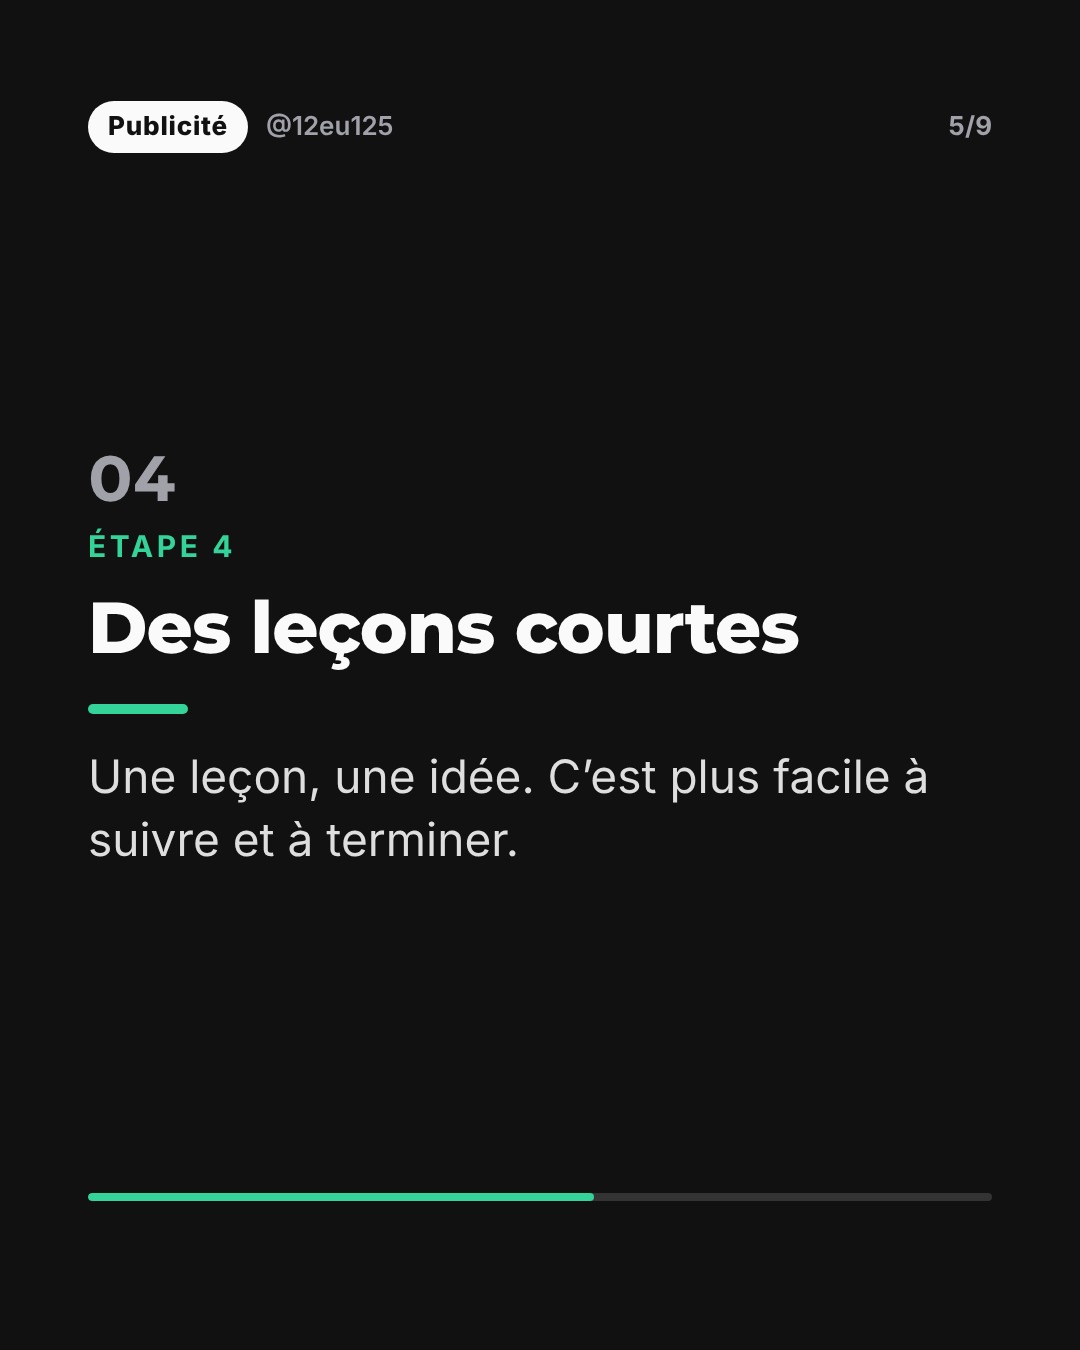 Publicité @12eu125 5/9
04
ÉTAPE 4
Des leçons courtes
Une leçon, une idée. C’est plus facile à
suivre et à terminer.